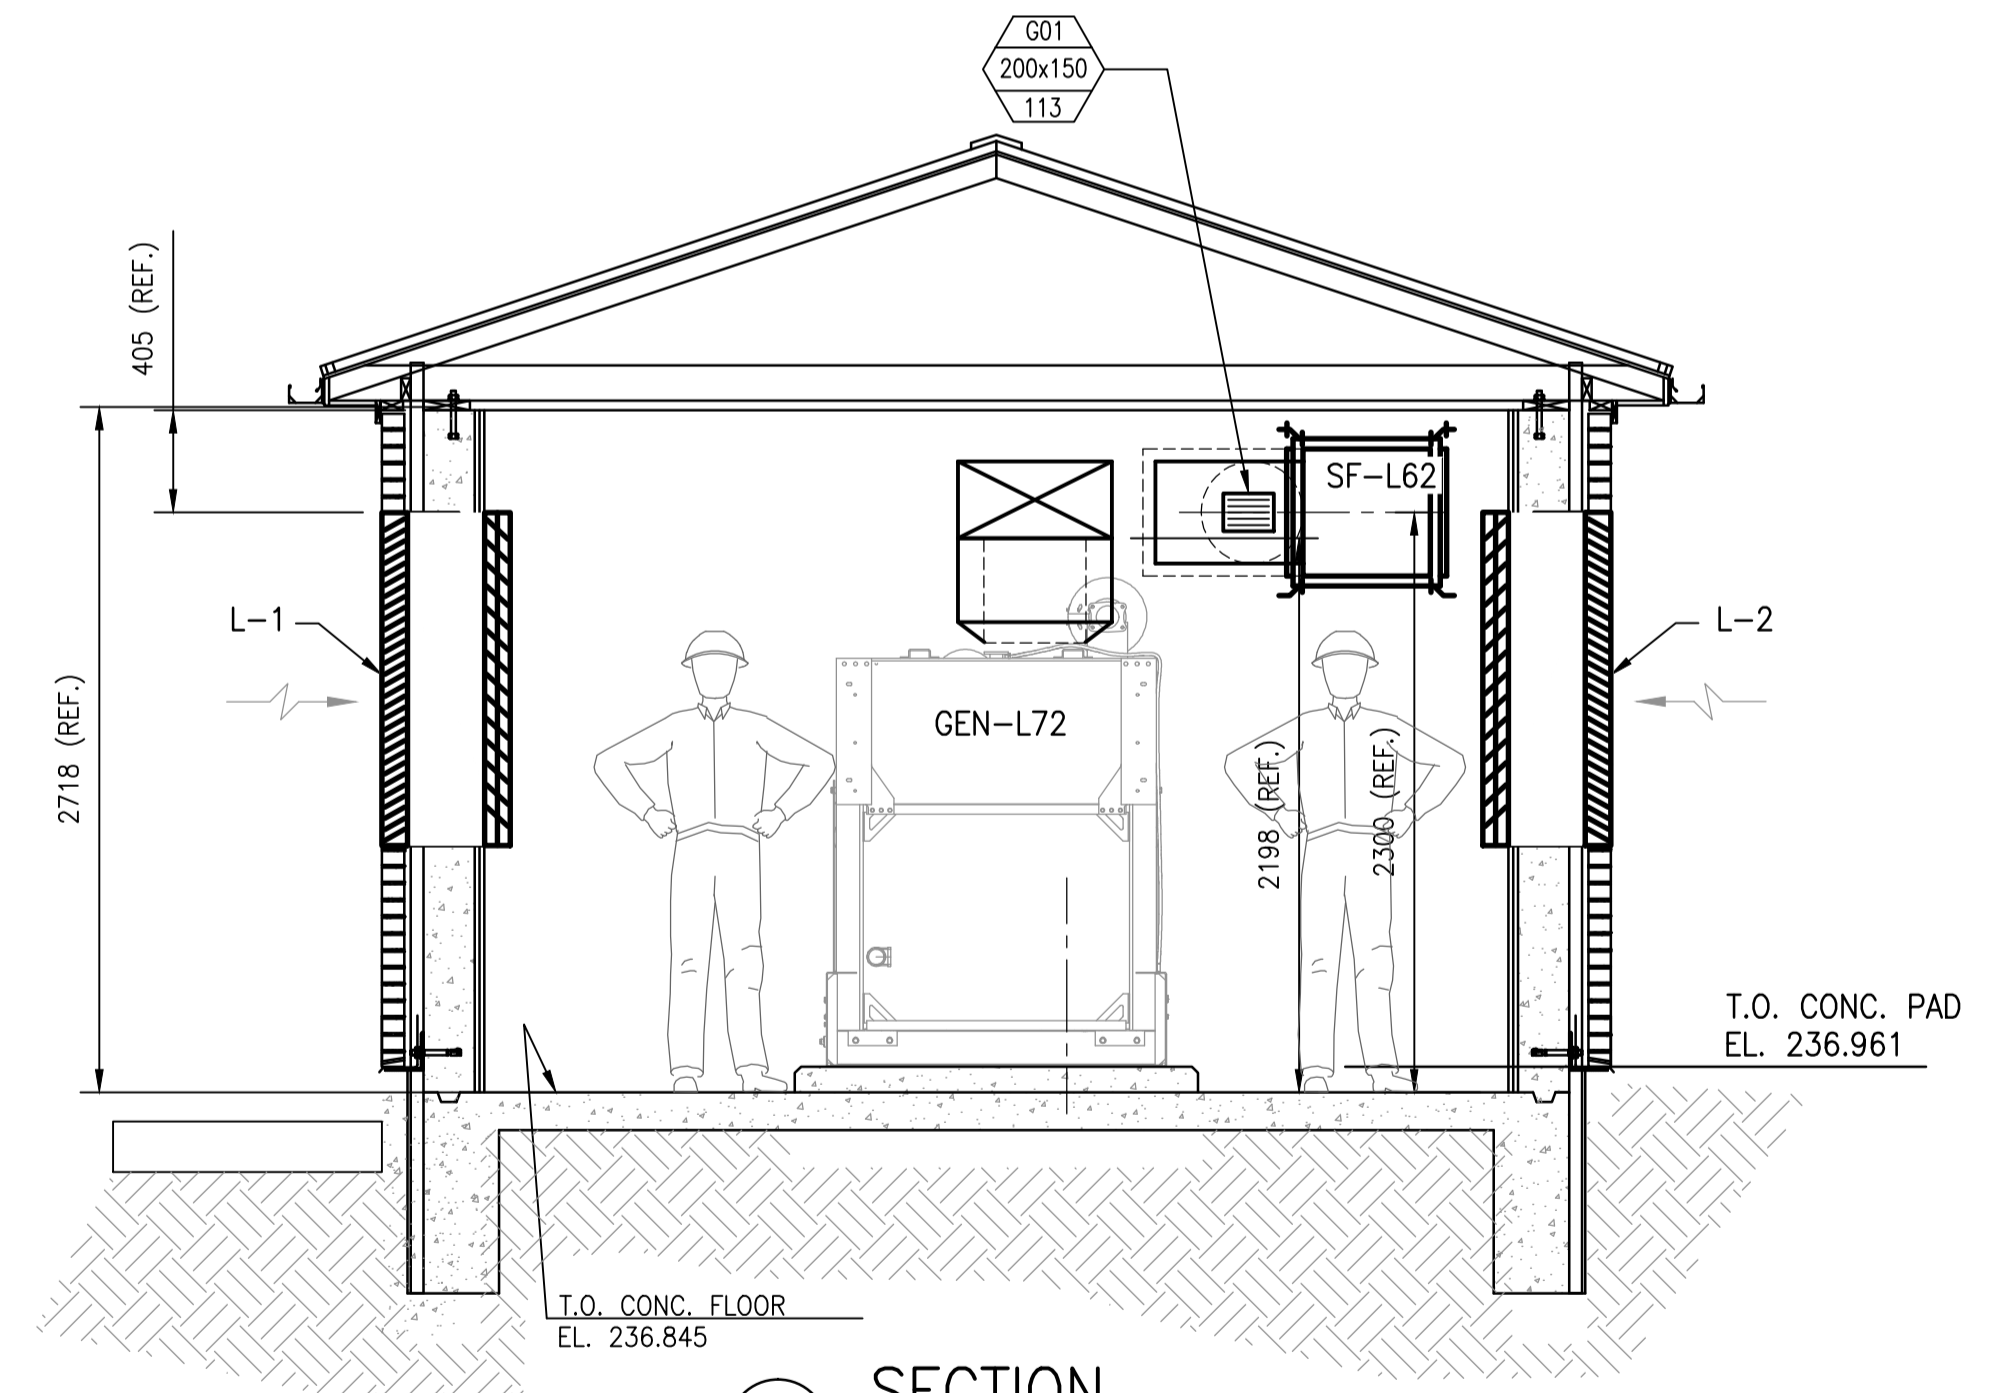 G01
200x150
113
405 (REF.)
SF-L62
L-1
L-2
2718 (REF.)
GEN-L72
2198 (REF.)
2300 (REF.)
T.O. CONC. PAD
EL. 236.961
T.O. CONC. FLOOR
EL. 236.845
SECTION